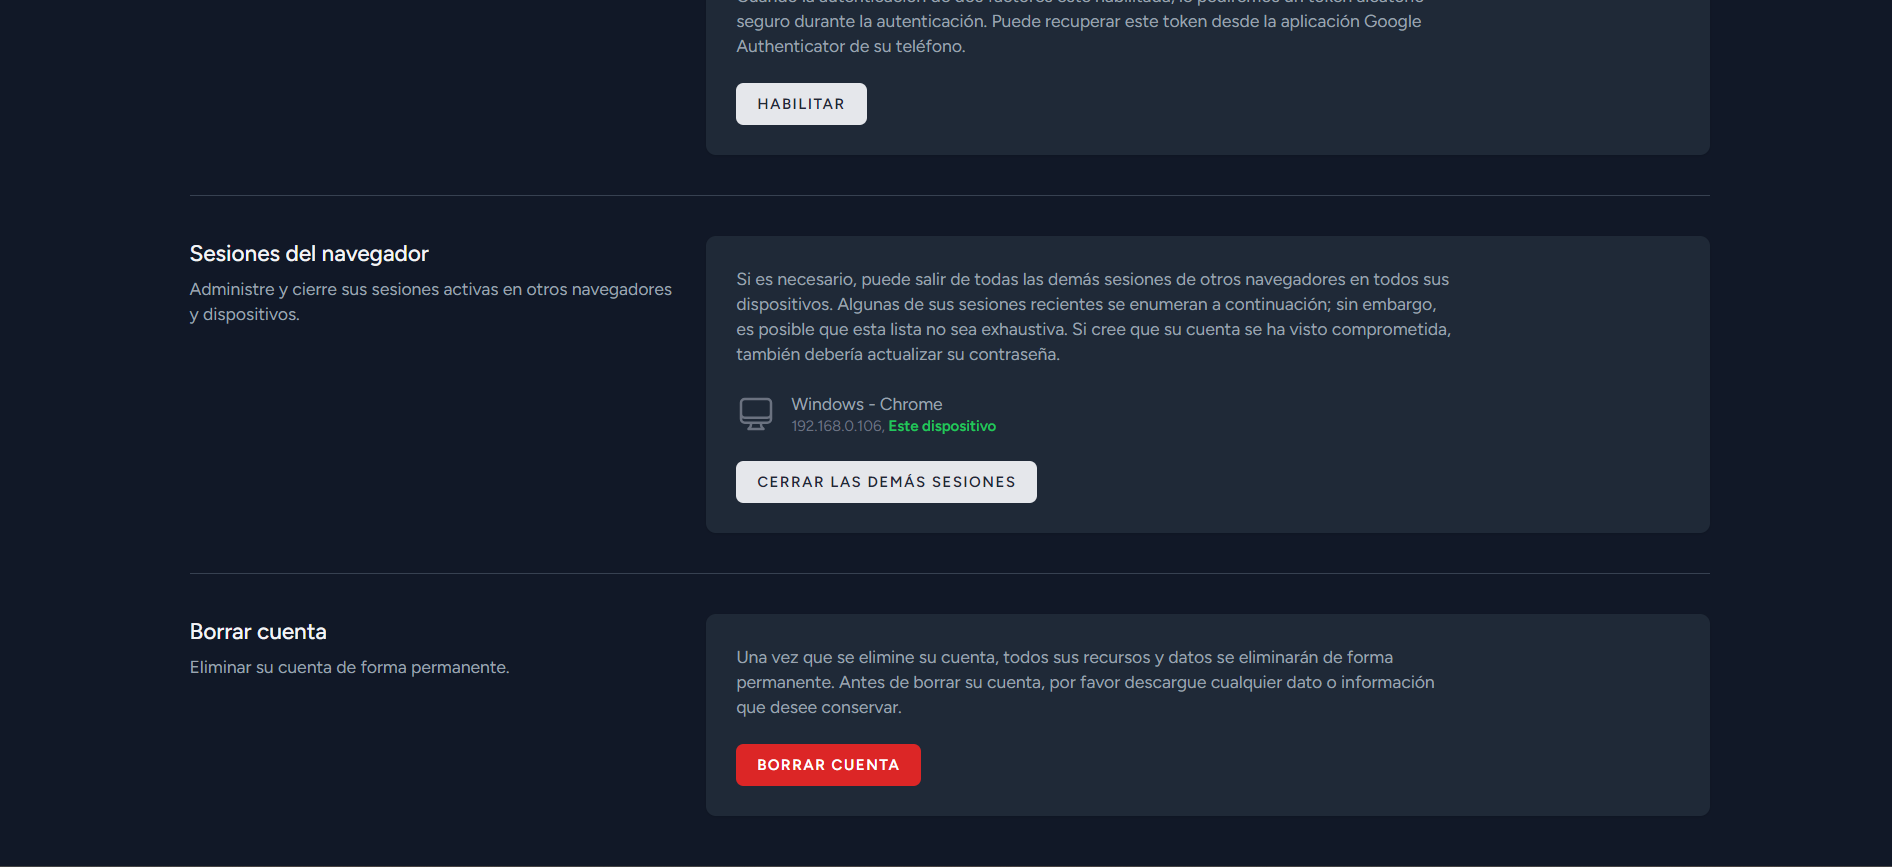 seguro durante la autenticación. Puede recuperar este token desde la aplicación Google
Authenticator de su teléfono.
HABILITAR
Sesiones del navegador
Administre y cierre sus sesiones activas en otros navegadores
y dispositivos.
Si es necesario, puede salir de todas las demás sesiones de otros navegadores en todos sus
dispositivos. Algunas de sus sesiones recientes se enumeran a continuación; sin embargo,
es posible que esta lista no sea exhaustiva. Si cree que su cuenta se ha visto comprometida,
también debería actualizar su contraseña.
Windows - Chrome
192.168.0.106, Este dispositivo
CERRAR LAS DEMÁS SESIONES
Borrar cuenta
Eliminar su cuenta de forma permanente.
Una vez que se elimine su cuenta, todos sus recursos y datos se eliminarán de forma
permanente. Antes de borrar su cuenta, por favor descargue cualquier dato o información
que desee conservar.
BORRAR CUENTA